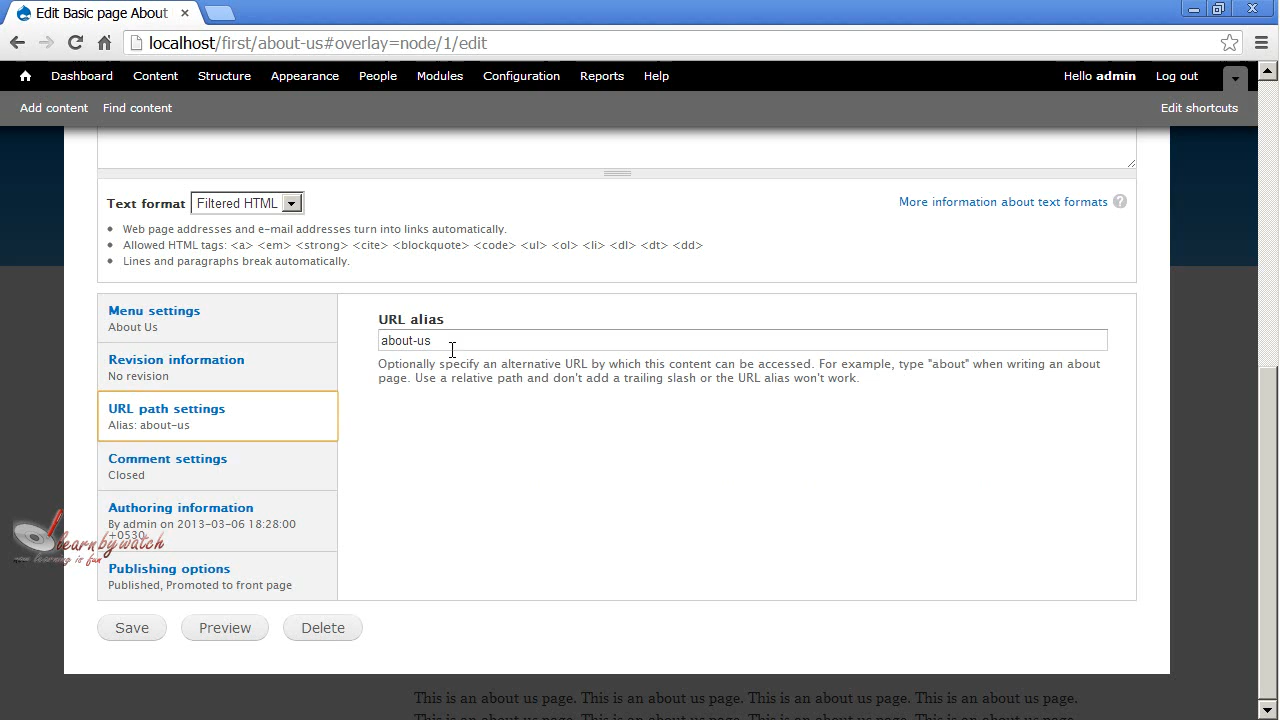 Edit Basic page About
localhost/first/about-us#overlay=node/1/edit
Dashboard Content Structure Appearance People Modules Configuration Reports Help Hello admin Log out
Add content Find content Edit shortcuts
Text format Filtered HTML More information about text formats ?
Web page addresses and e-mail addresses turn into links automatically.
Allowed HTML tags: <a> <em> <strong> <cite> <blockquote> <code> <ul> <ol> <li> <dl> <dt> <dd>
Lines and paragraphs break automatically.
Menu settings
About Us
Revision information
No revision
URL path settings
Alias: about-us
Comment settings
Closed
Authoring information
By admin on 2013-03-06 18:28:00
+0530
Publishing options
Published, Promoted to front page
URL alias
about-us
Optionally specify an alternative URL by which this content can be accessed. For example, type "about" when writing an about
page. Use a relative path and don't add a trailing slash or the URL alias won't work.
learnbywatch
learning is fun
Save Preview Delete
This is an about us page. This is an about us page. This is an about us page. This is an about us page.